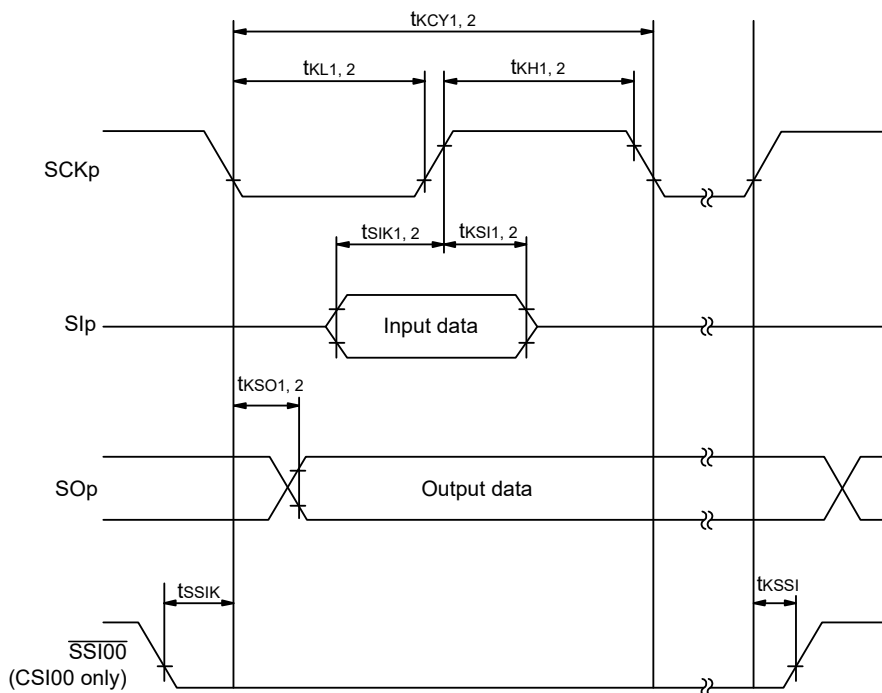 tKCY1, 2
tKL1, 2
tKH1, 2
SCKp
tSIK1, 2
tKSI1, 2
SIp
Input data
tKSO1, 2
SOp
Output data
tSSIK
tKSSI
SSI00
(CSI00 only)